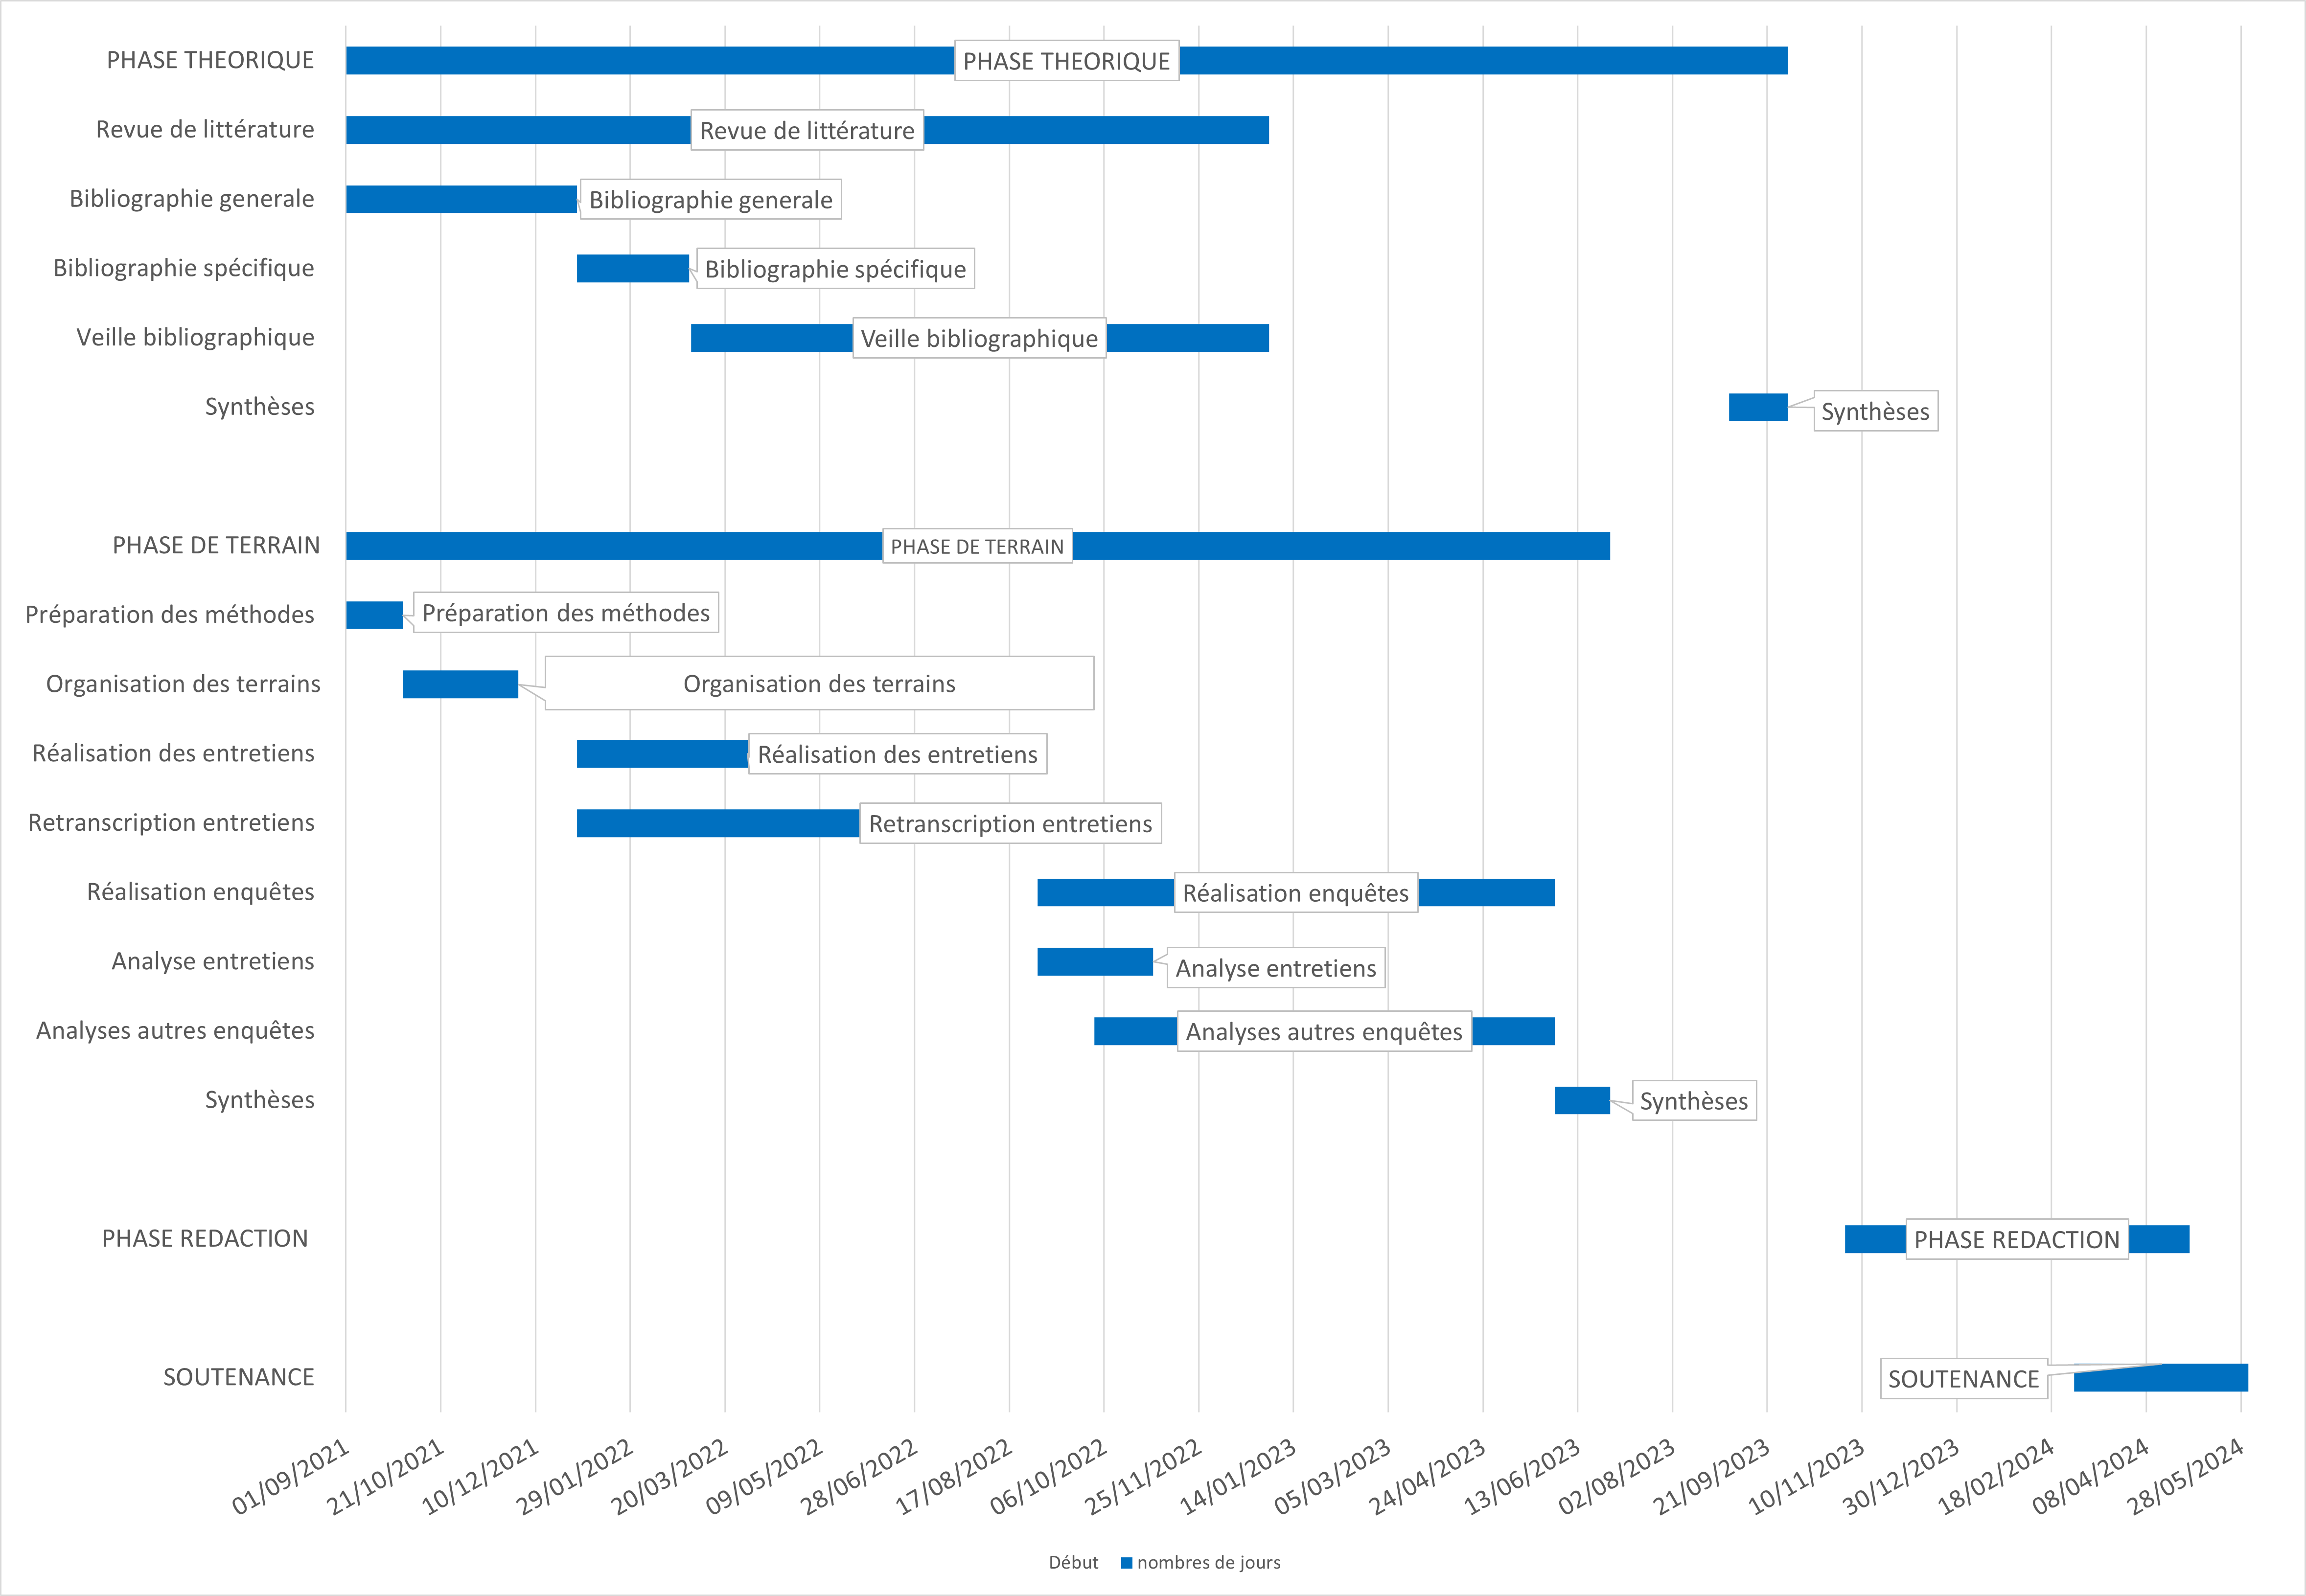 PHASE THEORIQUE
PHASE THEORIQUE
Revue de littérature
Revue de littérature
Bibliographie generale
Bibliographie generale
Bibliographie spécifique
Bibliographie spécifique
Veille bibliographique
Veille bibliographique
Synthèses
Synthèses
PHASE DE TERRAIN
PHASE DE TERRAIN
Préparation des méthodes
Préparation des méthodes
Organisation des terrains
Organisation des terrains
Réalisation des entretiens
Réalisation des entretiens
Retranscription entretiens
Retranscription entretiens
Réalisation enquêtes
Réalisation enquêtes
Analyse entretiens
Analyse entretiens
Analyses autres enquêtes
Analyses autres enquêtes
Synthèses
Synthèses
PHASE REDACTION
PHASE REDACTION
SOUTENANCE
SOUTENANCE
01/09/2021
21/10/2021
10/12/2021
29/01/2022
20/03/2022
09/05/2022
28/06/2022
17/08/2022
06/10/2022
25/11/2022
14/01/2023
05/03/2023
24/04/2023
13/06/2023
02/08/2023
21/09/2023
10/11/2023
30/12/2023
18/02/2024
08/04/2024
28/05/2024
Début
nombres de jours